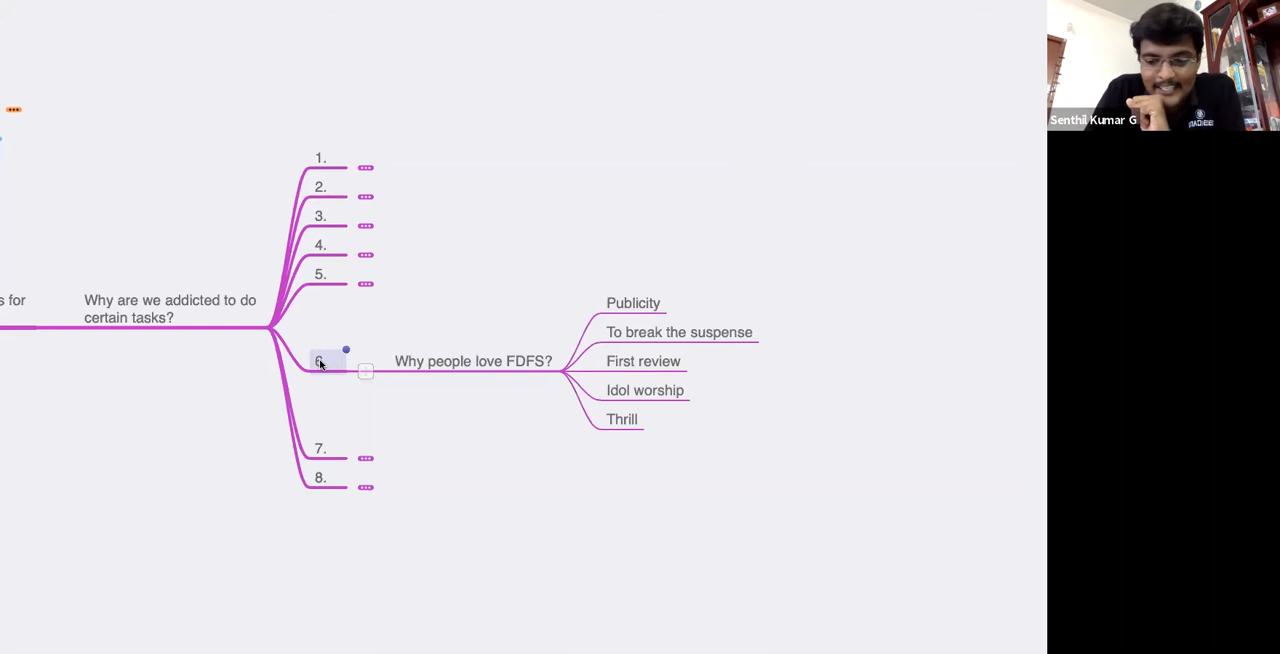 Senthil Kumar G
1.
2.
3.
4.
5.
s for
Why are we addicted to do
certain tasks?
6.
Why people love FDFS?
Publicity
To break the suspense
First review
Idol worship
Thrill
7.
8.